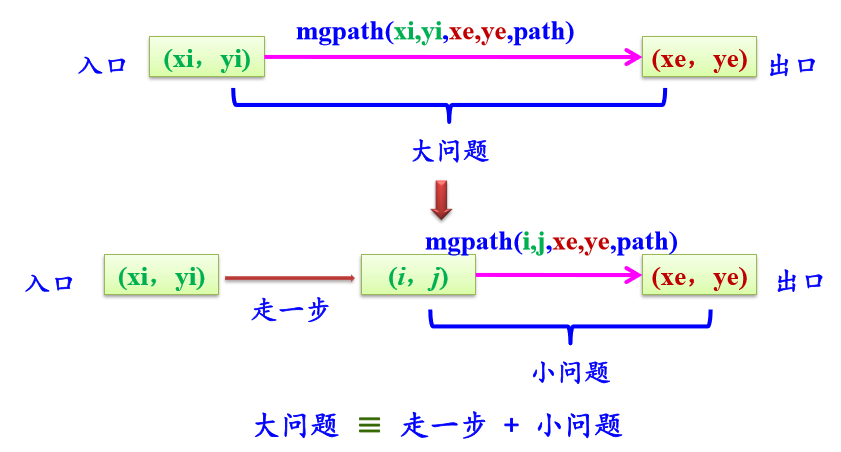 mgpath(xi,yi,xe,ye,path)
入口 (xi，yi) (xe，ye) 出口
大问题
mgpath(i,j,xe,ye,path)
入口 (xi，yi) (i，j) (xe，ye) 出口
走一步
小问题
大问题 ≡ 走一步 + 小问题